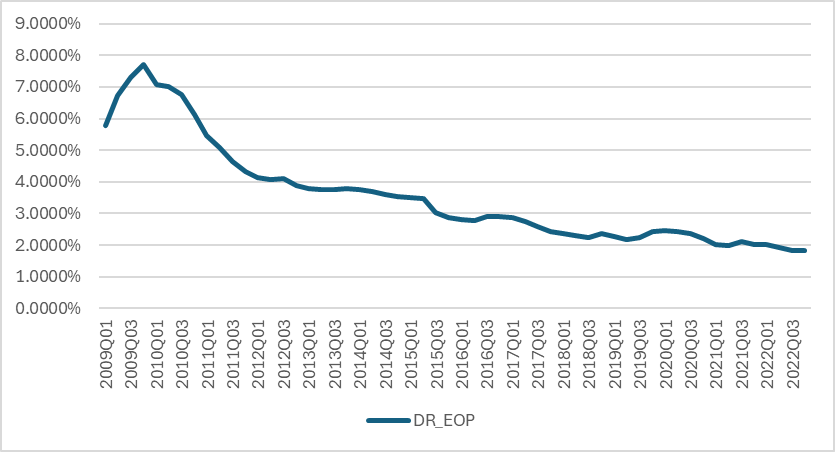 9.0000%
8.0000%
7.0000%
6.0000%
5.0000%
4.0000%
3.0000%
2.0000%
1.0000%
0.0000%
2009Q01
2009Q03
2010Q01
2010Q03
2011Q01
2011Q03
2012Q01
2012Q03
2013Q01
2013Q03
2014Q01
2014Q03
2015Q01
2015Q03
2016Q01
2016Q03
2017Q01
2017Q03
2018Q01
2018Q03
2019Q01
2019Q03
2020Q01
2020Q03
2021Q01
2021Q03
2022Q01
2022Q03
DR_EOP